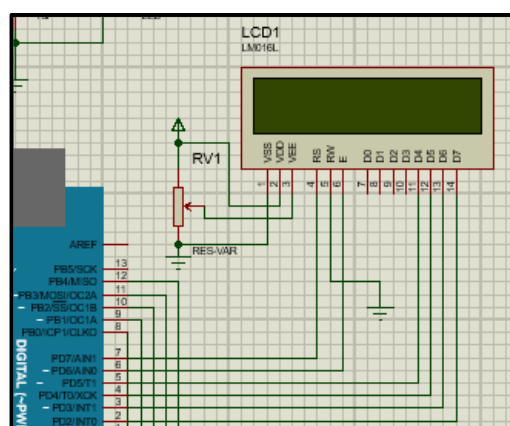 LCD1
LM016L
VSS
VDD
VEE
RS
RW
E
D0
D1
D2
D3
D4
D5
D6
D7
1
2
3
4
5
6
7
8
9
10
11
12
13
14
RV1
RES-VAR
AREF
PB5/SCK 13
PB4/MISO 12
~PB3/MOSI/OC2A 11
~PB2/SS/OC1B 10
~PB1/OC1A 9
PB0/ICP1/CLKO 8
PD7/AIN1 7
~PD6/AIN0 6
~PD5/T1 5
PD4/T0/XCK 4
~PD3/INT1 3
PD2/INT0 2
DIGITAL (~PW